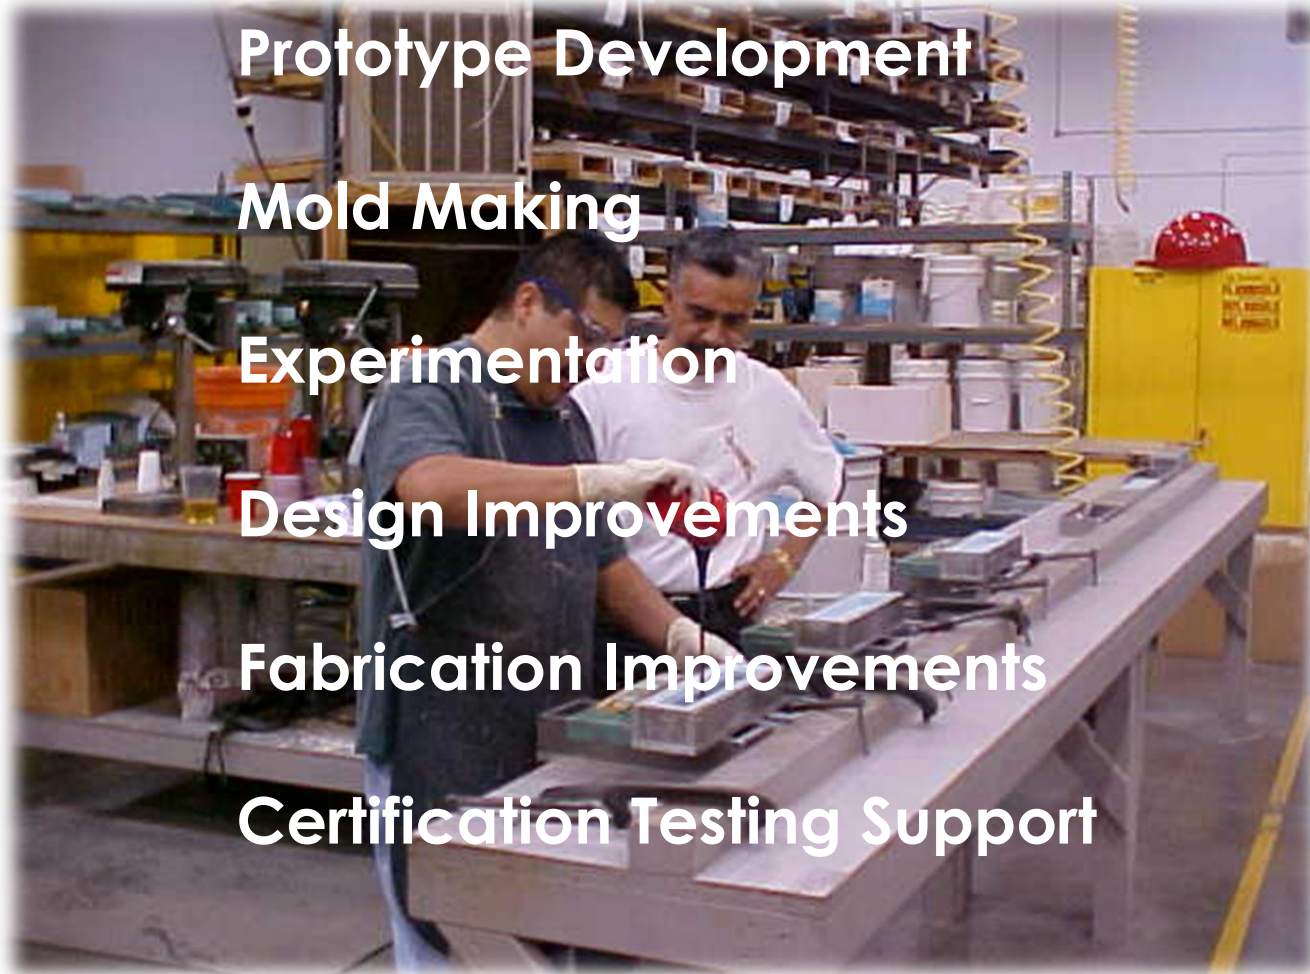 Prototype Development
Mold Making
Experimentation
Design Improvements
Fabrication Improvements
Certification Testing Support